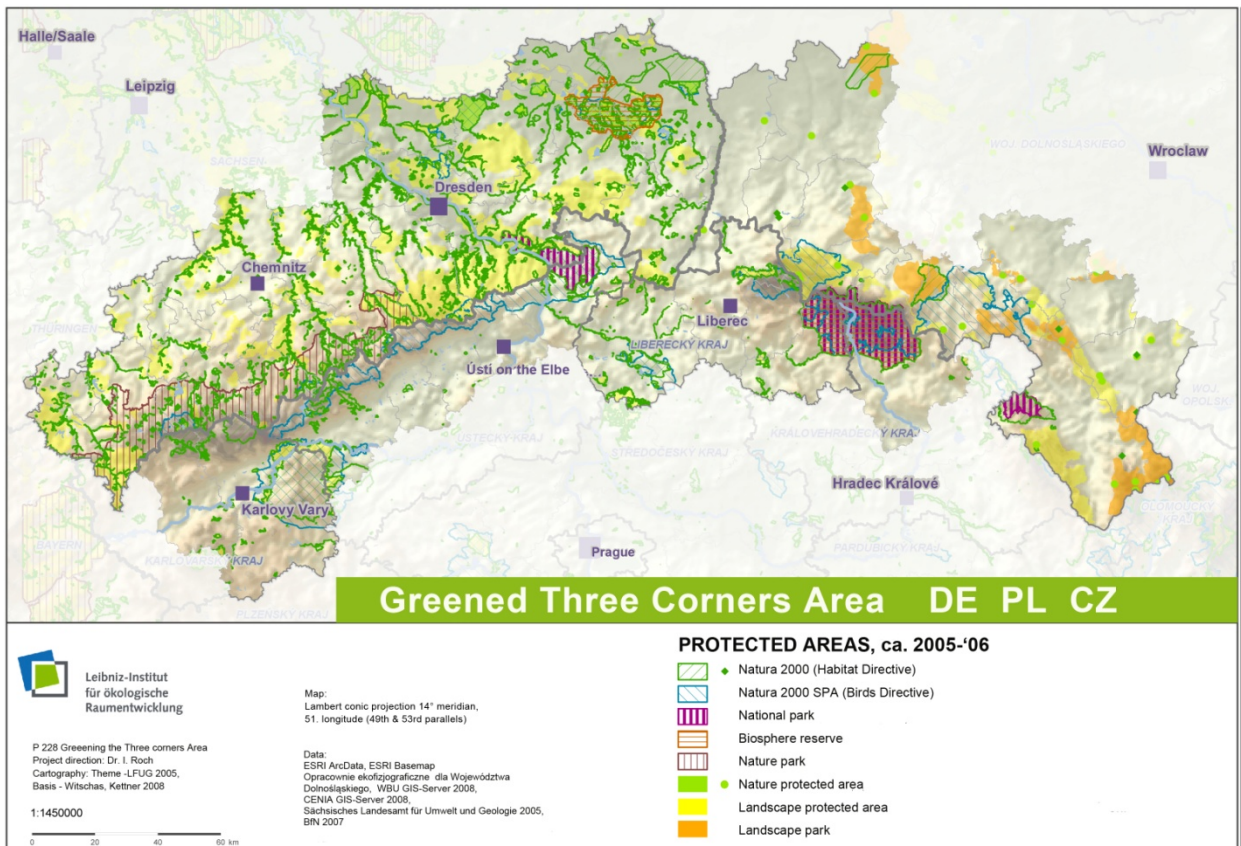 Halle/Saale
Leipzig
SACHSEN
WOJ. DOLNOŚLĄSKIEGO
Wroclaw
Dresden
Chemnitz
THÜRINGEN
Liberec
LIBERECKÝ KRAJ
Ústí on the Elbe
WOJ. OPOLSK
ÚSTECKÝ KRAJ
STŘEDOČESKÝ KRAJ
KRÁLOVEHRADECKÝ KRAJ
Hradec Králové
Karlovy Vary
OLOMOUCKÝ KRAJ
BAYERN
KARLOVARSKÝ KRAJ
Prague
PARDUBICKÝ KRAJ
PLZEŇSKÝ KRAJ
Greened Three Corners Area DE PL CZ
Leibniz-Institut
für ökologische
Raumentwicklung
P 228 Greeening the Three corners Area
Project direction: Dr. I. Roch
Cartography: Theme -LFUG 2005,
Basis - Witschas, Kettner 2008
1:1450000
0 20 40 60 km
Map:
Lambert conic projection 14° meridian,
51. longitude (49th & 53rd parallels)
Data:
ESRI ArcData, ESRI Basemap
Opracownie ekofizjograficzne dla Województwa
Dolnośląskiego, WBU GIS-Server 2008,
CENIA GIS-Server 2008,
Sächsisches Landesamt für Umwelt und Geologie 2005,
BfN 2007
PROTECTED AREAS, ca. 2005-'06
Natura 2000 (Habitat Directive)
Natura 2000 SPA (Birds Directive)
National park
Biosphere reserve
Nature park
Nature protected area
Landscape protected area
Landscape park